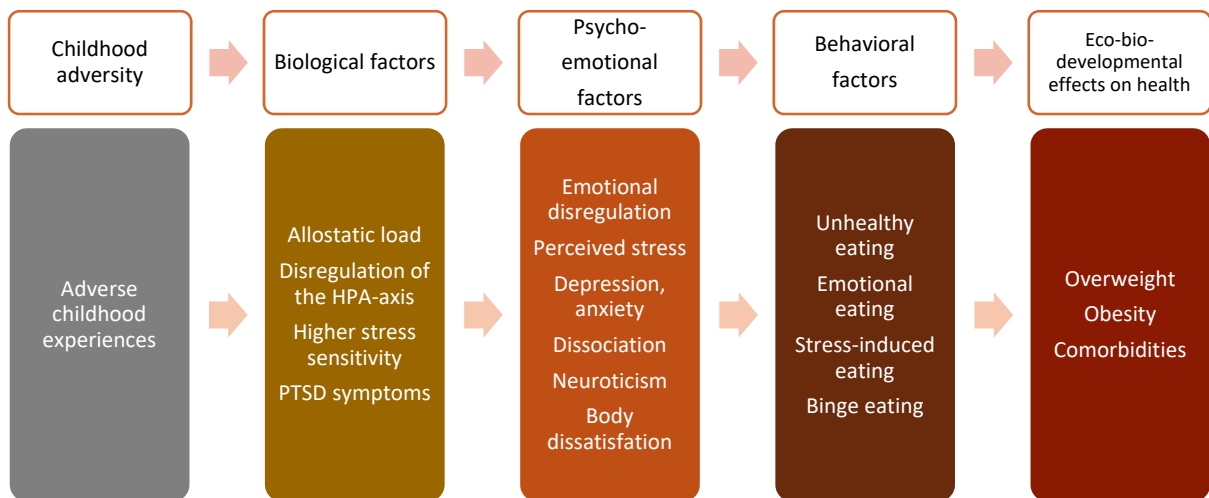 Childhood
adversity
Biological factors
Psycho-
emotional
factors
Behavioral
factors
Eco-bio-
developmental
effects on health
Adverse
childhood
experiences
Allostatic load
Disregulation of
the HPA-axis
Higher stress
sensitivity
PTSD symptoms
Emotional
disregulation
Perceived stress
Depression,
anxiety
Dissociation
Neuroticism
Body
dissatisfation
Unhealthy
eating
Emotional
eating
Stress-induced
eating
Binge eating
Overweight
Obesity
Comorbidities